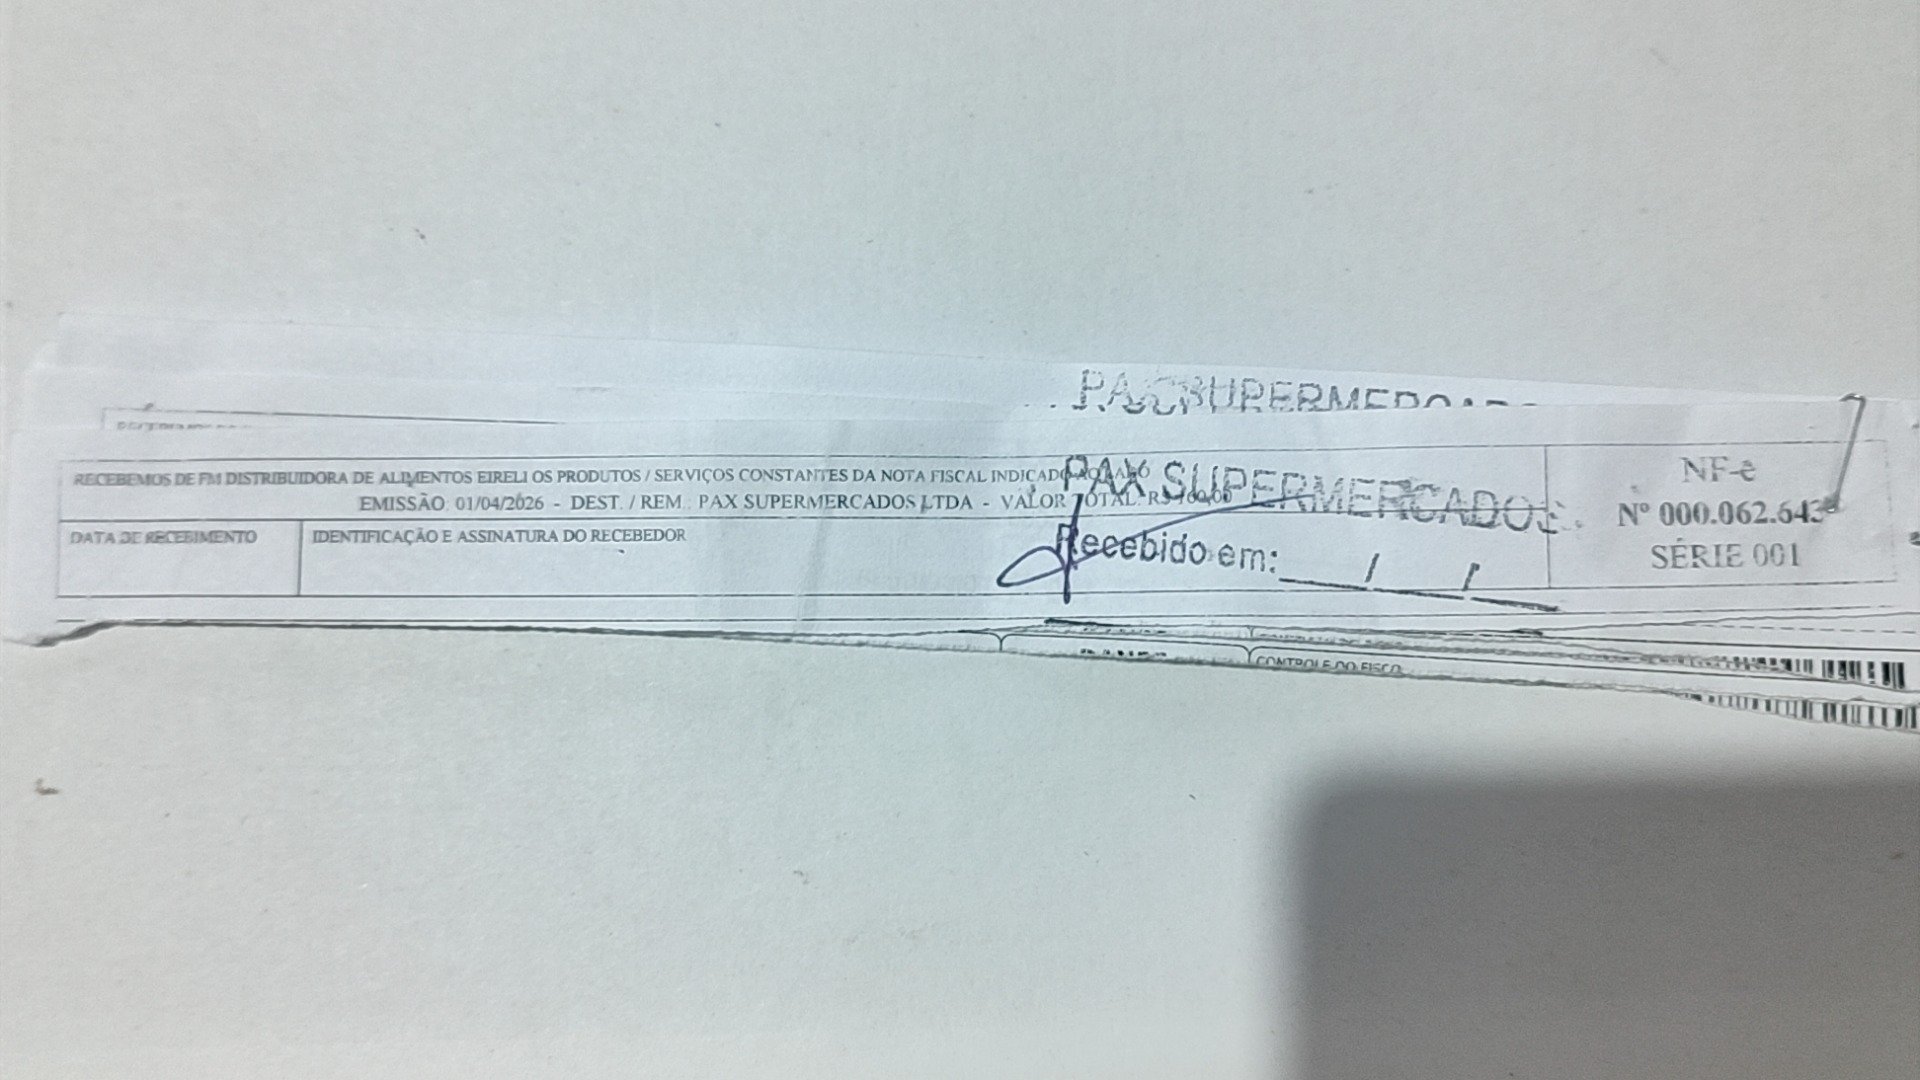 RECEBEMOS DE FM DISTRIBUIDORA DE ALIMENTOS EIRELI OS PRODUTOS / SERVIÇOS CONSTANTES DA NOTA FISCAL
EMISSÃO: 01/04/2026 - DEST. / REM.: PAX SUPERMERCADOS LTDA - VALOR TOTAL: R$
PAX SUPERMERCADOS
Recebido em: / /
DATA DE RECEBIMENTO
IDENTIFICAÇÃO E ASSINATURA DO RECEBEDOR
NF-e
Nº 000.062.643
SÉRIE 001
CONTROLE DO FISCO